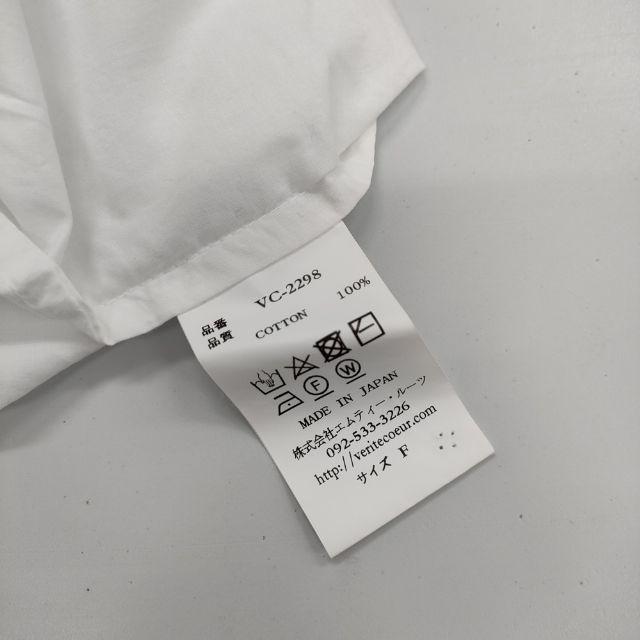 品番 VC-2298
品質 COTTON 100%
F W
MADE IN JAPAN
株式会社エムティー・ルーツ
092-533-3226
http://veritecoeur.com
サイズ F